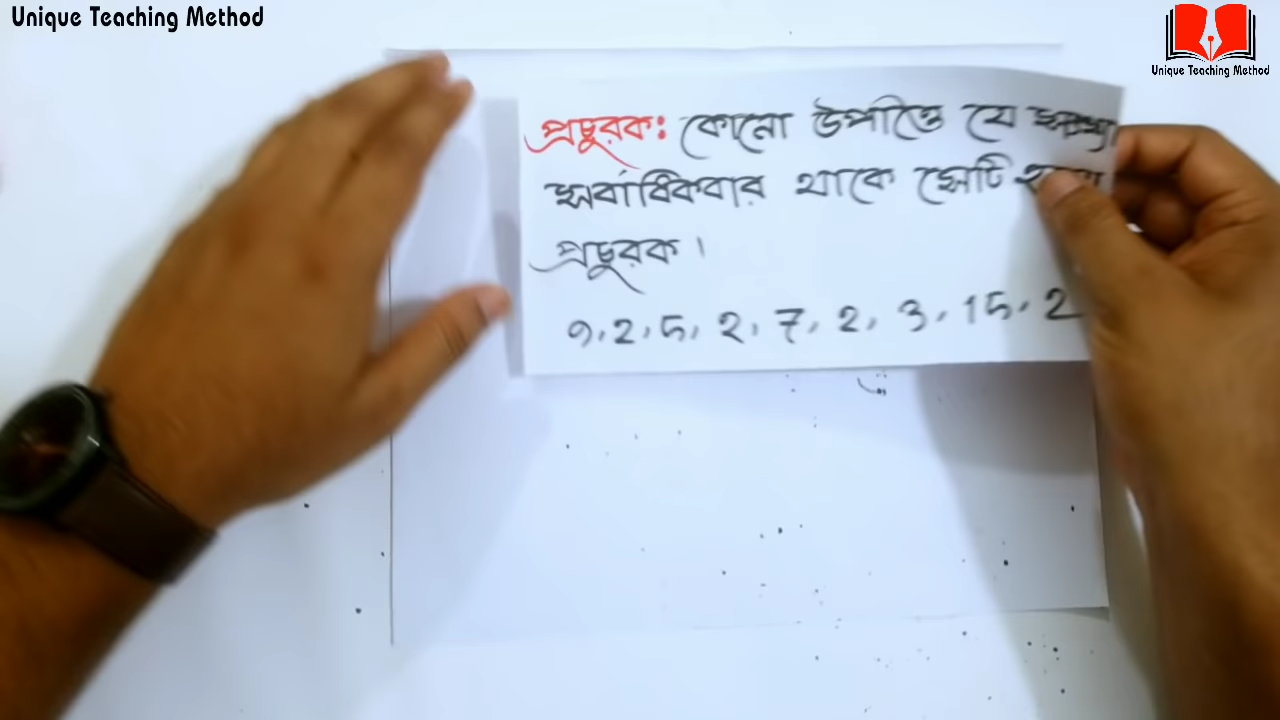 Unique Teaching Method
Unique Teaching Method
প্রচুরক: কোনো উপাত্তে যে সংখ্যা
সর্বাধিকবার থাকে সেটি
প্রচুরক।
9, 2, 5, 2, 7, 2, 3, 15, 2